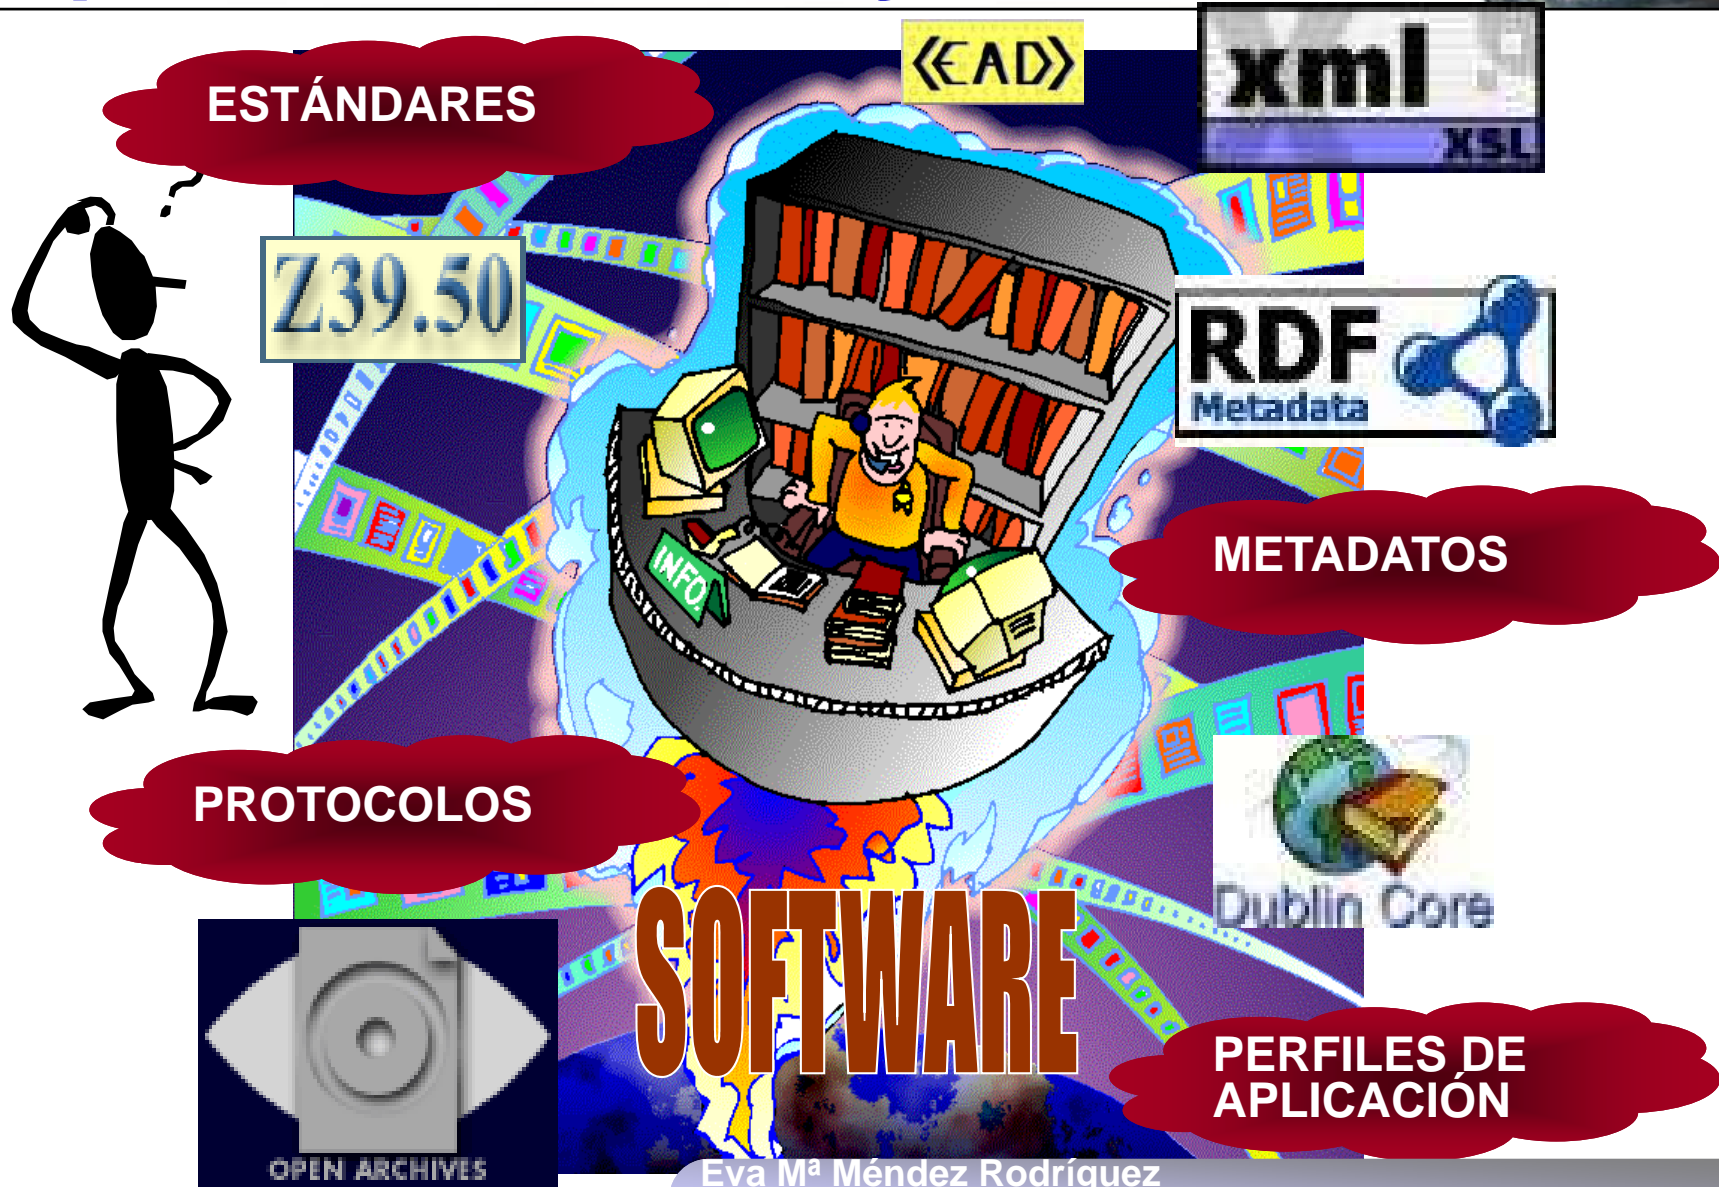 ESTÁNDARES
«EAD»
xml
XSL
Z39.50
RDF
Metadata
INFO.
METADATOS
PROTOCOLOS
Dublin Core
SOFTWARE
PERFILES DE
APLICACIÓN
OPEN ARCHIVES
Eva Mª Méndez Rodríguez